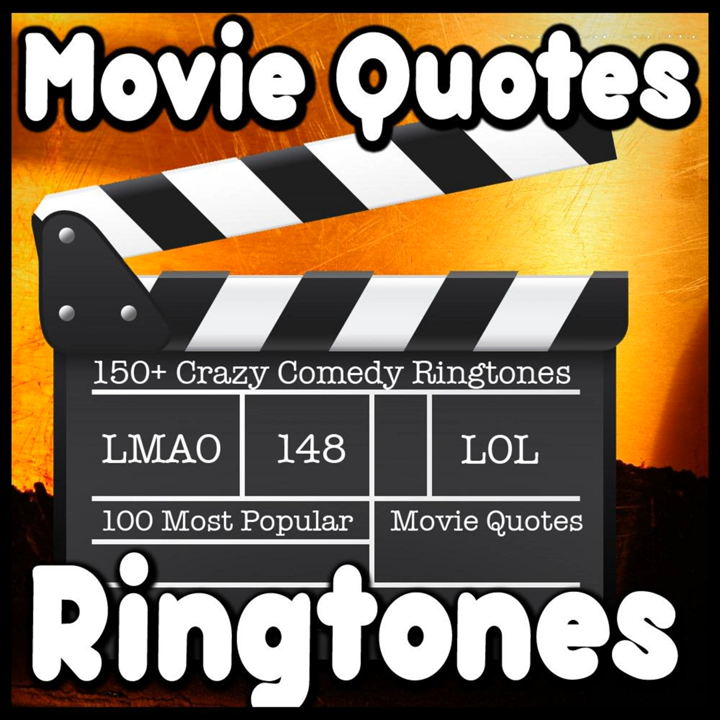 Movie Quotes
150+ Crazy Comedy Ringtones
LMAO 148 LOL
100 Most Popular Movie Quotes
Ringtones